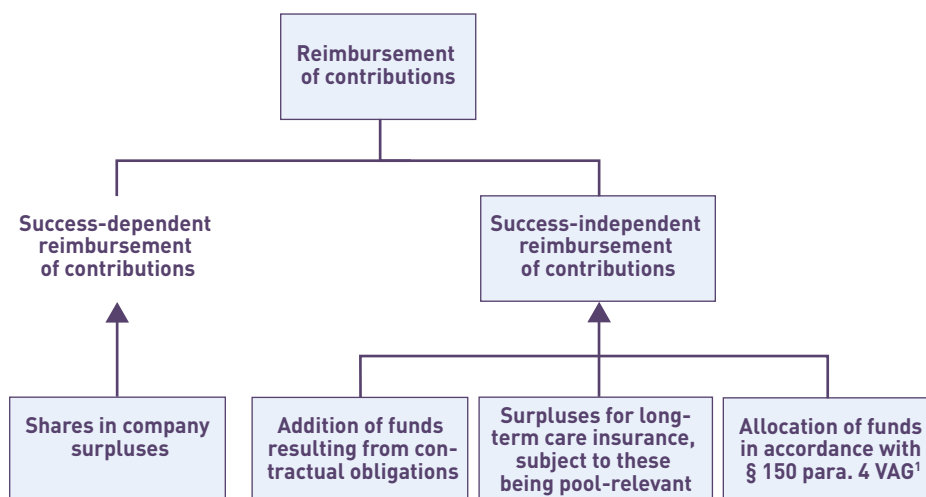 Reimbursement
of contributions
Success-dependent
reimbursement
of contributions
Success-independent
reimbursement
of contributions
Shares in company
surpluses
Addition of funds
resulting from con-
tractual obligations
Surpluses for long-
term care insurance,
subject to these
being pool-relevant
Allocation of funds
in accordance with
§ 150 para. 4 VAG¹